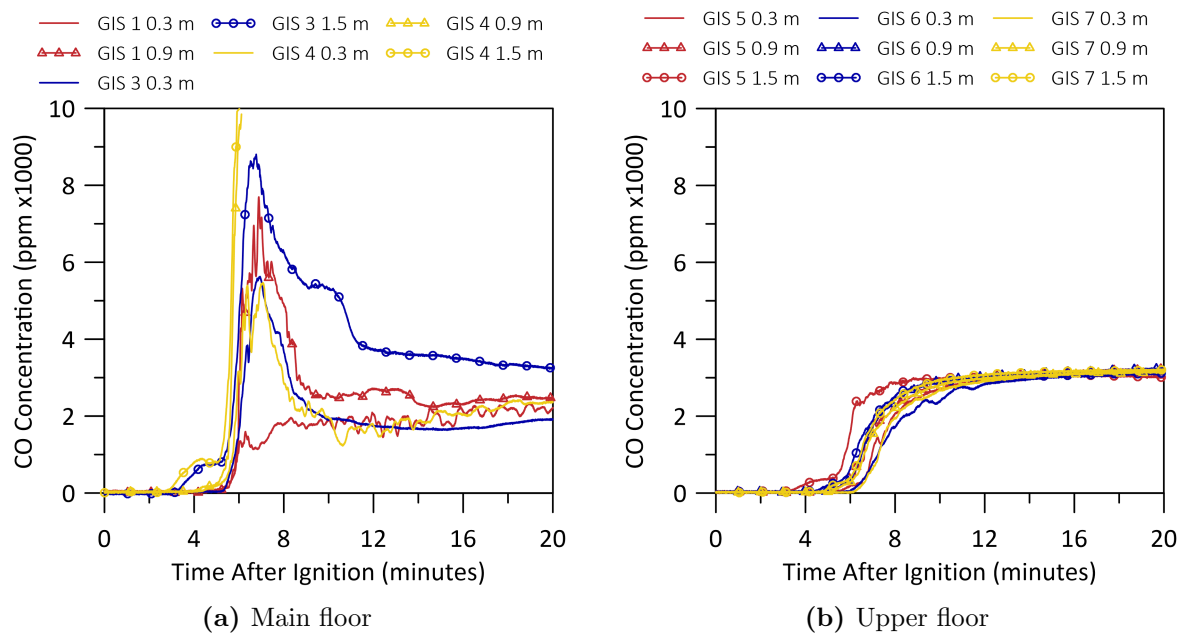 GIS 1 0.3 m GIS 3 1.5 m GIS 4 0.9 m
GIS 1 0.9 m GIS 4 0.3 m GIS 4 1.5 m
GIS 3 0.3 m
10
8
6
4
2
0
CO Concentration (ppm x1000)
0 4 8 12 16 20
Time After Ignition (minutes)
(a) Main floor
GIS 5 0.3 m GIS 6 0.3 m GIS 7 0.3 m
GIS 5 0.9 m GIS 6 0.9 m GIS 7 0.9 m
GIS 5 1.5 m GIS 6 1.5 m GIS 7 1.5 m
10
8
6
4
2
0
CO Concentration (ppm x1000)
0 4 8 12 16 20
Time After Ignition (minutes)
(b) Upper floor